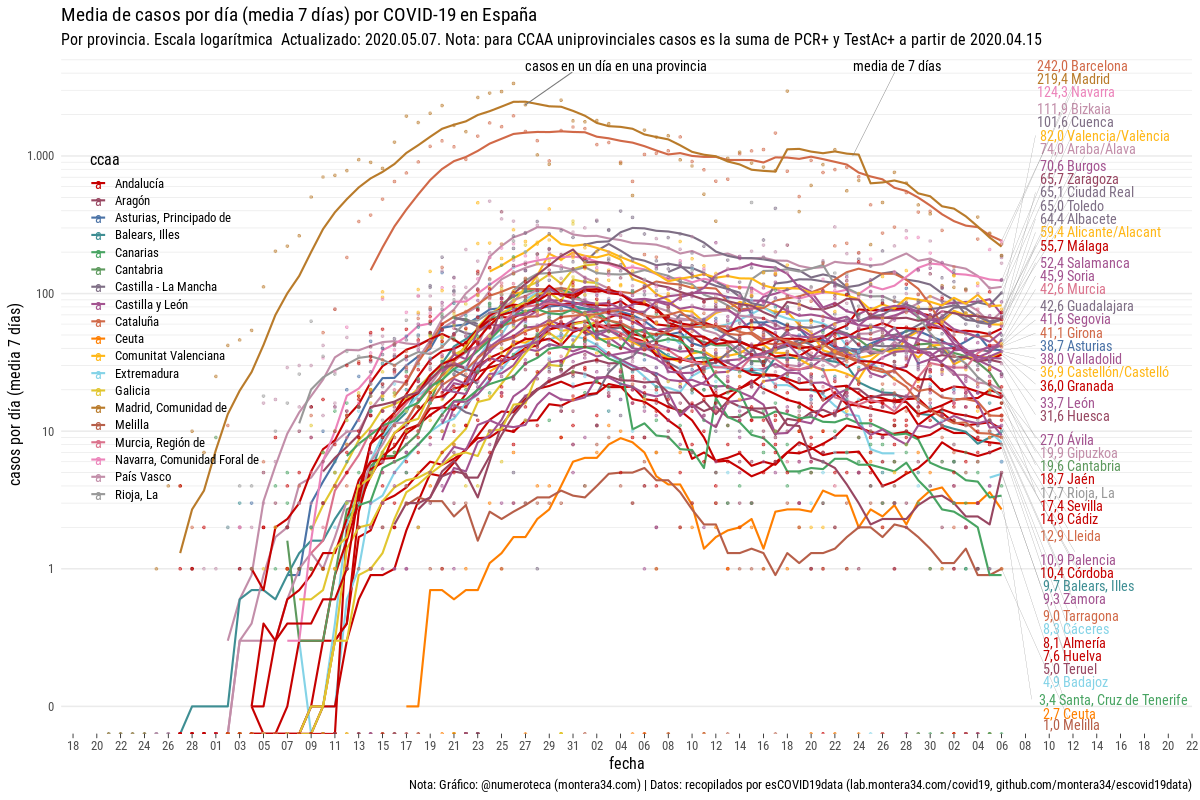 Media de casos por día (media 7 días) por COVID-19 en España
Por provincia. Escala logarítmica  Actualizado: 2020.05.07. Nota: para CCAA uniprovinciales casos es la suma de PCR+ y TestAc+ a partir de 2020.04.15
casos en un día en una provincia
media de 7 días
casos por día (media 7 días)
1.000
100
10
1
0
ccaa
Andalucía
Aragón
Asturias, Principado de
Balears, Illes
Canarias
Cantabria
Castilla - La Mancha
Castilla y León
Cataluña
Ceuta
Comunitat Valenciana
Extremadura
Galicia
Madrid, Comunidad de
Melilla
Murcia, Región de
Navarra, Comunidad Foral de
País Vasco
Rioja, La
242,0 Barcelona
219,4 Madrid
124,3 Navarra
111,9 Bizkaia
101,6 Cuenca
82,0 Valencia/València
74,0 Araba/Álava
70,6 Burgos
65,7 Zaragoza
65,1 Ciudad Real
65,0 Toledo
64,4 Albacete
59,4 Alicante/Alacant
55,7 Málaga
52,4 Salamanca
45,9 Soria
42,6 Murcia
42,6 Guadalajara
41,6 Segovia
41,1 Girona
38,7 Asturias
38,0 Valladolid
36,9 Castellón/Castelló
36,0 Granada
33,7 León
31,6 Huesca
27,0 Ávila
19,9 Gipuzkoa
19,6 Cantabria
18,7 Jaén
17,7 Rioja, La
17,4 Sevilla
14,9 Cádiz
12,9 Lleida
10,9 Palencia
10,4 Córdoba
9,7 Balears, Illes
9,3 Zamora
9,0 Tarragona
8,3 Cáceres
8,1 Almería
7,6 Huelva
5,0 Teruel
4,9 Badajoz
3,4 Santa, Cruz de Tenerife
2,7 Ceuta
1,0 Melilla
18 20 22 24 26 28 01 03 05 07 09 11 13 15 17 19 21 23 25 27 29 31 02 04 06 08 10 12 14 16 18 20 22 24 26 28 30 02 04 06 08 10 12 14 16 18 20 22
fecha
Nota: Gráfico: @numeroteca (montera34.com) | Datos: recopilados por esCOVID19data (lab.montera34.com/covid19, github.com/montera34/escovid19data)